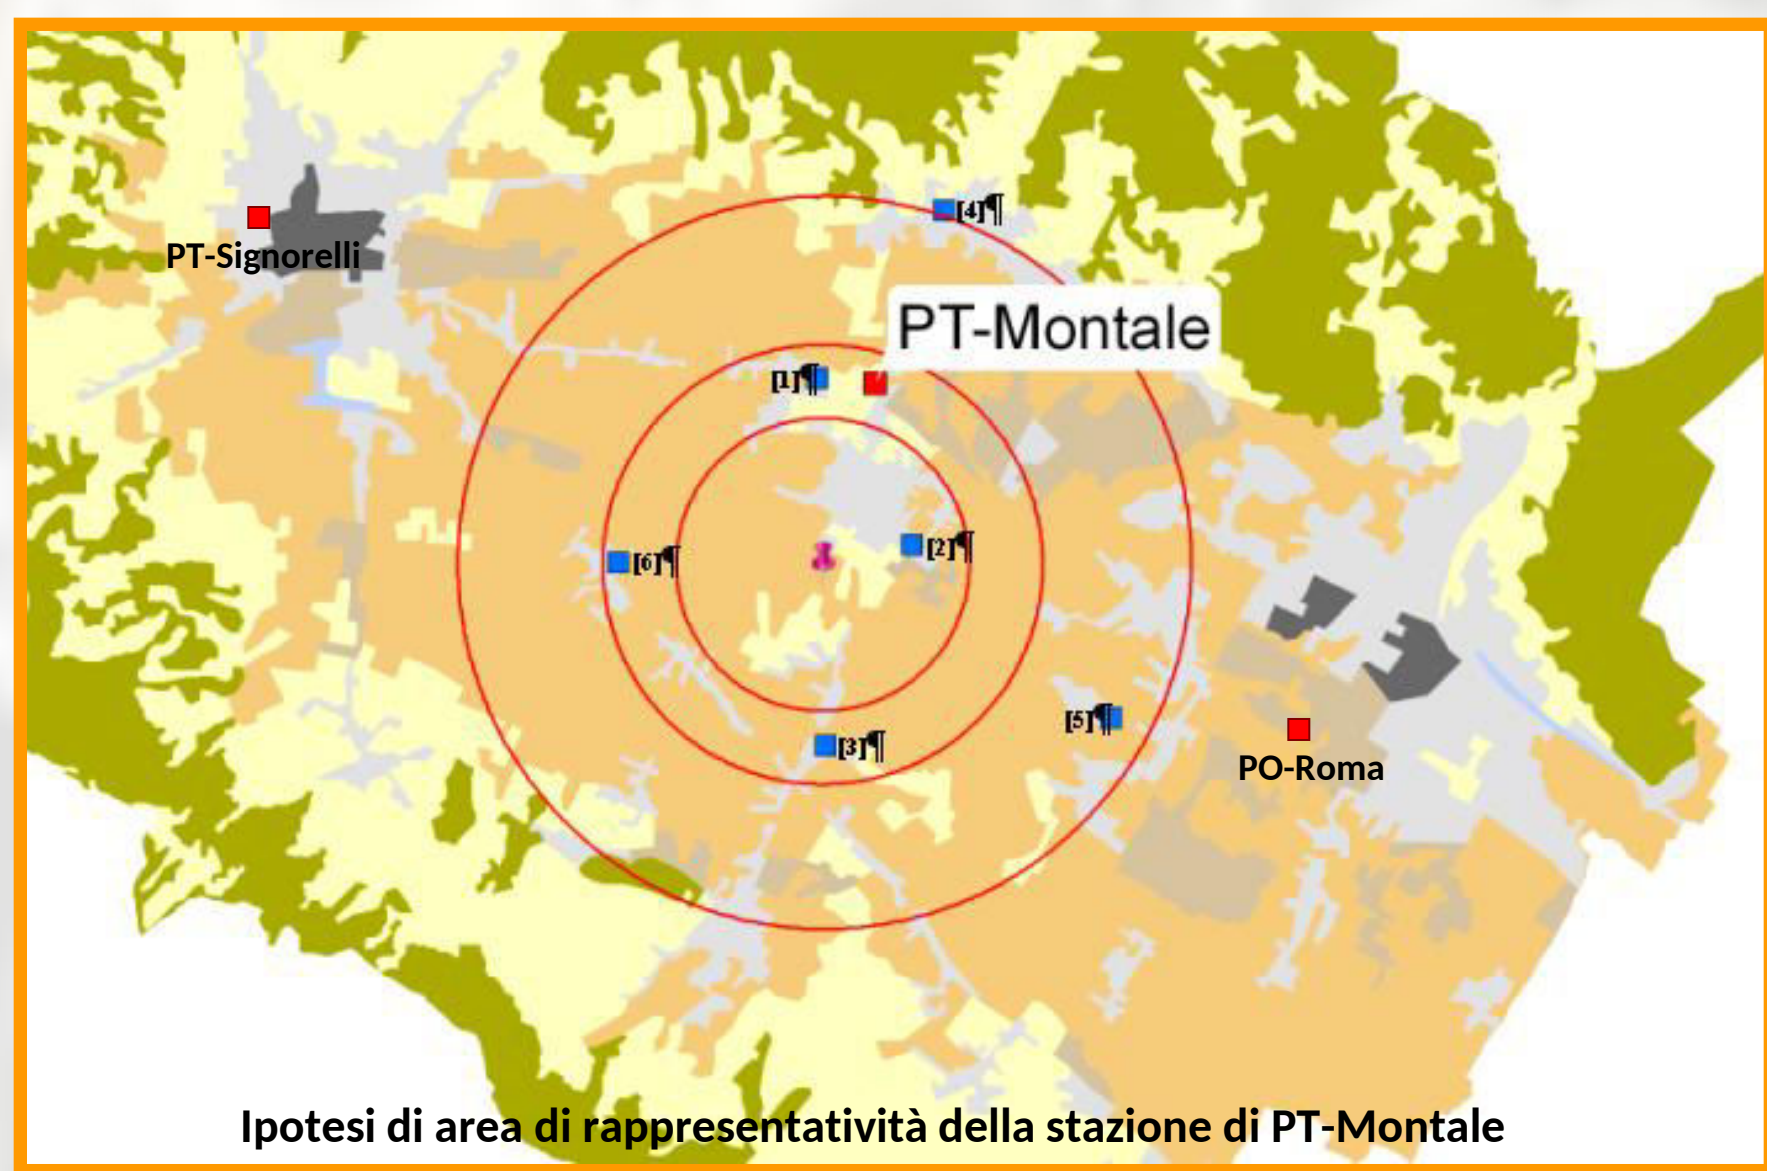 [4]¶
PT-Signorelli
PT-Montale
[1]¶
[2]¶
[6]¶
[5]¶
[3]¶
PO-Roma
Ipotesi di area di rappresentatività della stazione di PT-Montale